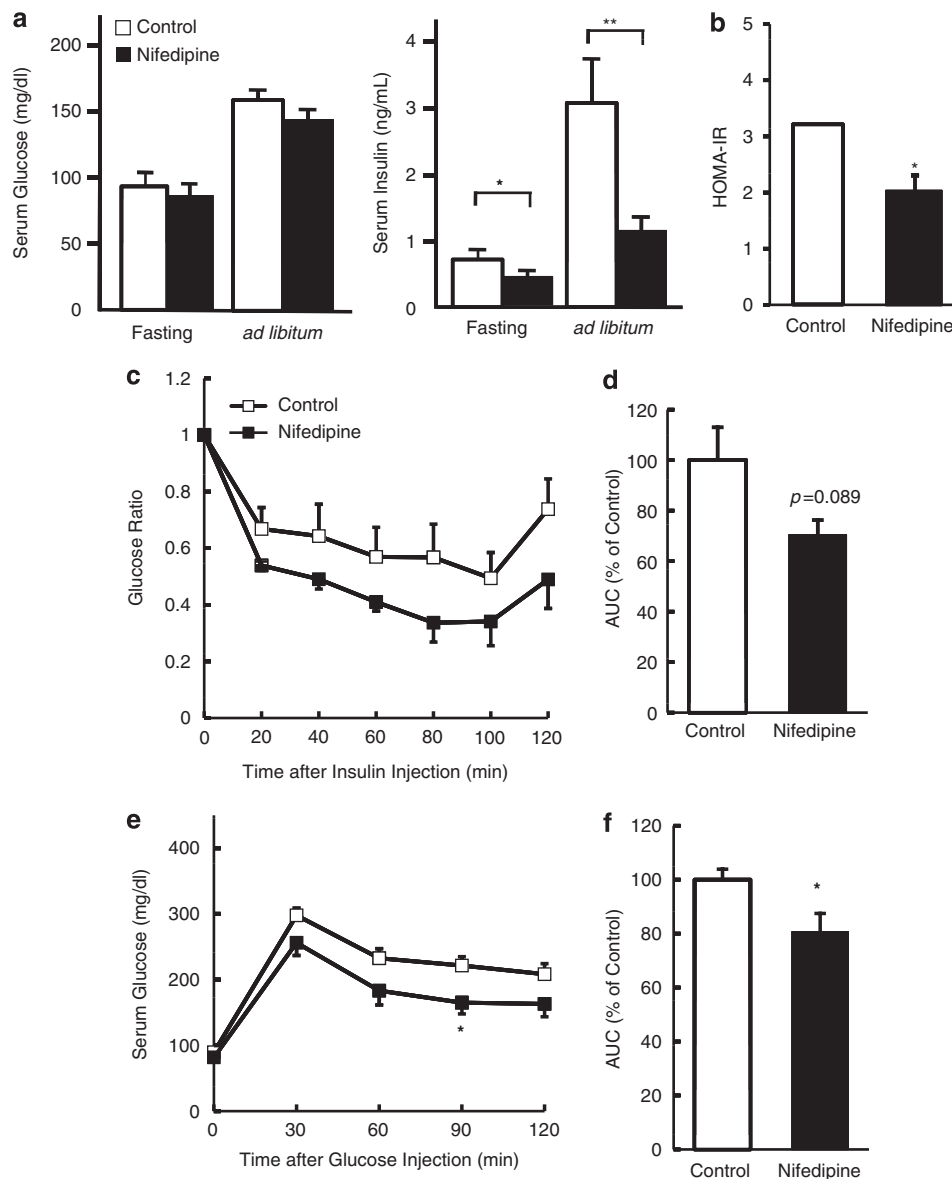 a
Control
Nifedipine
Serum Glucose (mg/dl)
200
150
100
50
0
Fasting
ad libitum
Serum Insulin (ng/mL)
4
3
2
1
0
*
**
Fasting
ad libitum
b
HOMA-IR
5
4
3
2
1
0
*
Control
Nifedipine
c
Control
Nifedipine
Glucose Ratio
1.2
1
0.8
0.6
0.4
0.2
0
0 20 40 60 80 100 120
Time after Insulin Injection (min)
d
AUC (% of Control)
120
100
80
60
40
20
0
p=0.089
Control
Nifedipine
e
Serum Glucose (mg/dl)
400
300
200
100
0
*
0 30 60 90 120
Time after Glucose Injection (min)
f
AUC (% of Control)
120
100
80
60
40
20
0
*
Control
Nifedipine